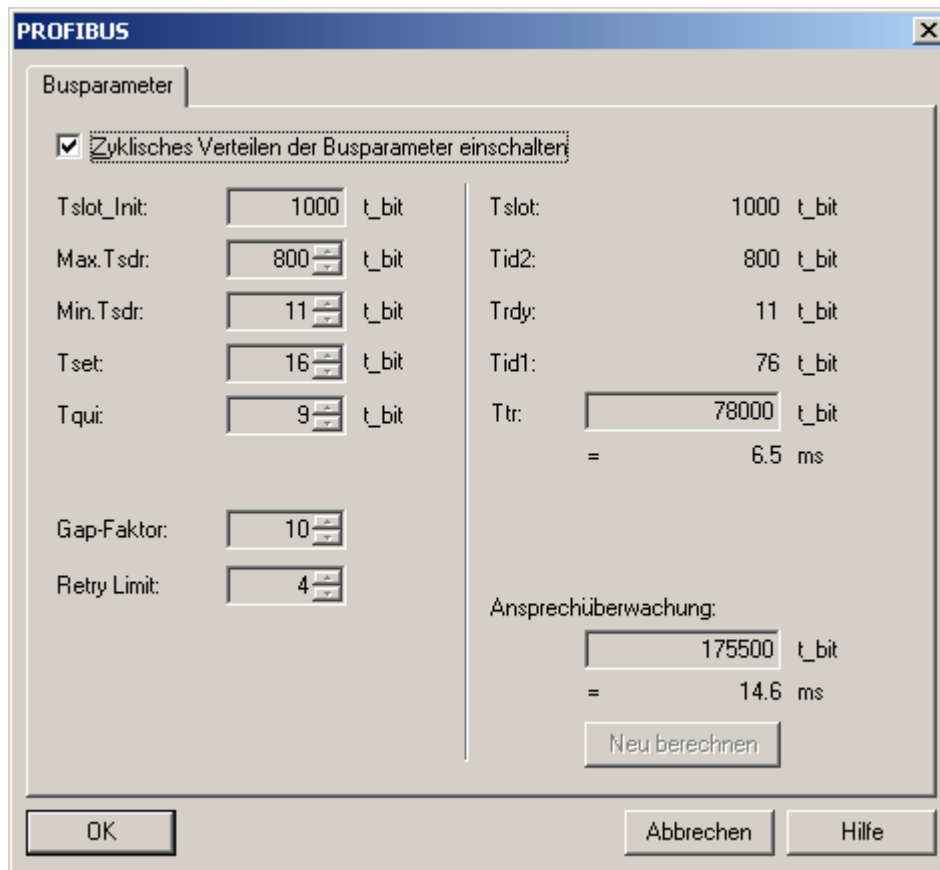 PROFIBUS
Busparameter
Zyklisches Verteilen der Busparameter einschalten
Tslot_Init: 1000 t_bit
Max.Tsdr: 800 t_bit
Min.Tsdr: 11 t_bit
Tset: 16 t_bit
Tqui: 9 t_bit
Gap-Faktor: 10
Retry Limit: 4
Tslot: 1000 t_bit
Tid2: 800 t_bit
Trdy: 11 t_bit
Tid1: 76 t_bit
Ttr: 78000 t_bit
= 6.5 ms
Ansprechüberwachung:
175500 t_bit
= 14.6 ms
Neu berechnen
OK Abbrechen Hilfe